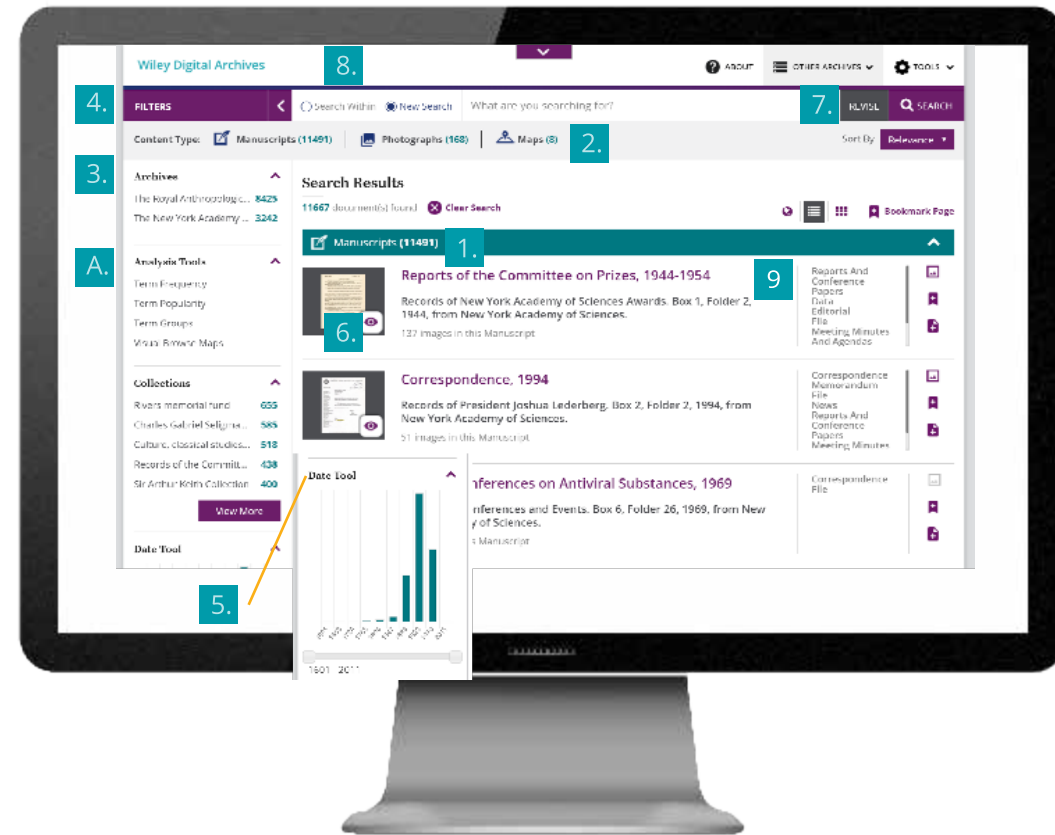 8.
Wiley Digital Archives
ABOUT
OTHER ARCHIVES
TOOLS
4.
FILTERS
Search Within
New Search
What are you searching for?
7.
REVISE
SEARCH
Content Type:
Manuscripts (11491)
Photographs (168)
Maps (8)
2.
Sort By
Relevance
3.
Archives
The Royal Anthropologic... 8425
The New York Academy ... 3242
Search Results
11667 document(s) found
Clear Search
Bookmark Page
A.
Analysis Tools
Term Frequency
Term Popularity
Term Groups
Visual Browse Maps
Manuscripts (11491)
1.
Reports of the Committee on Prizes, 1944-1954
Records of New York Academy of Sciences Awards. Box 1, Folder 2,
1944, from New York Academy of Sciences.
137 images in this Manuscript
6.
9
Reports And
Conference
Papers
Data
Editorial
File
Meeting Minutes
And Agendas
Collections
Rivers memorial fund 655
Charles Gabriel Seligma... 585
Culture, classical studies... 518
Records of the Committ... 438
Sir Arthur Keith Collection 400
View More
Correspondence, 1994
Records of President Joshua Lederberg. Box 2, Folder 2, 1994, from
New York Academy of Sciences.
51 images in this Manuscript
Correspondence
Memorandum
File
News
Reports And
Conference
Papers
Meeting Minutes
Date Tool
5.
Date Tool
1601 2011
nferences on Antiviral Substances, 1969
nferences and Events. Box 6, Folder 26, 1969, from New
y of Sciences.
s Manuscript
Correspondence
File